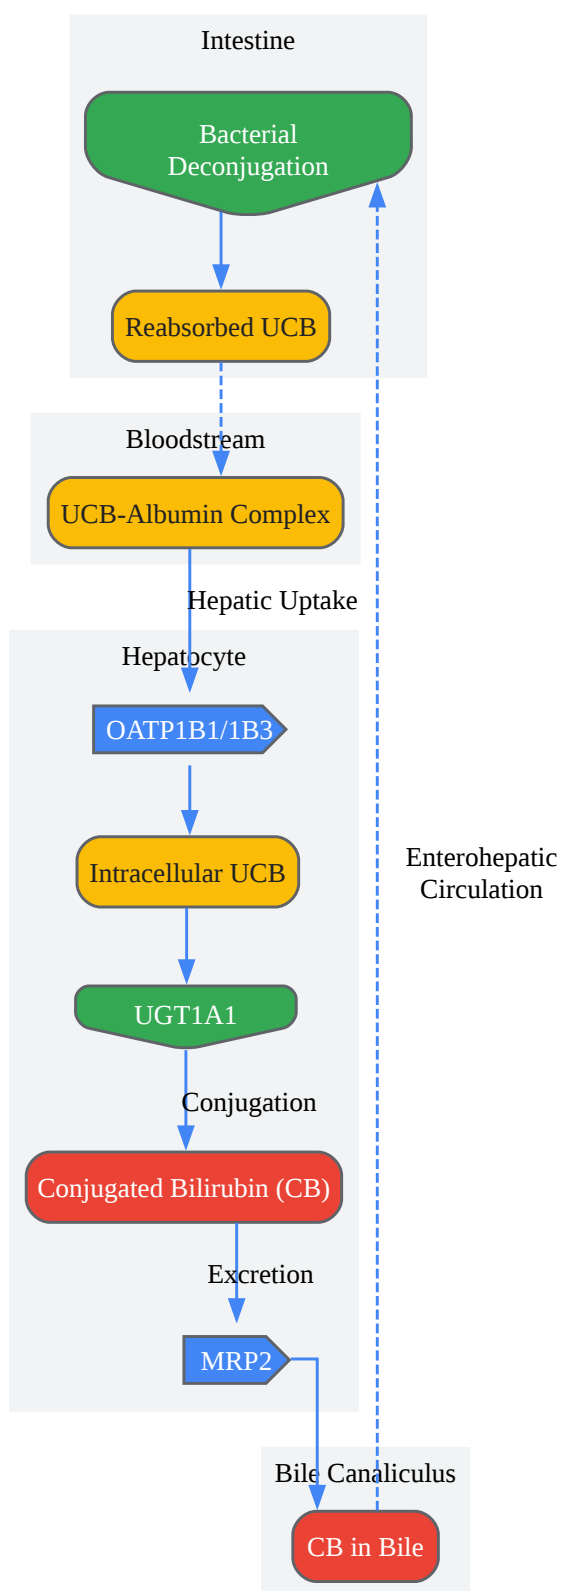 Intestine
Bacterial
Deconjugation
Reabsorbed UCB
Bloodstream
UCB-Albumin Complex
Hepatic Uptake
Hepatocyte
OATP1B1/1B3
Intracellular UCB
Enterohepatic
Circulation
UGT1A1
Conjugation
Conjugated Bilirubin (CB)
Excretion
MRP2
Bile Canaliculus
CB in Bile